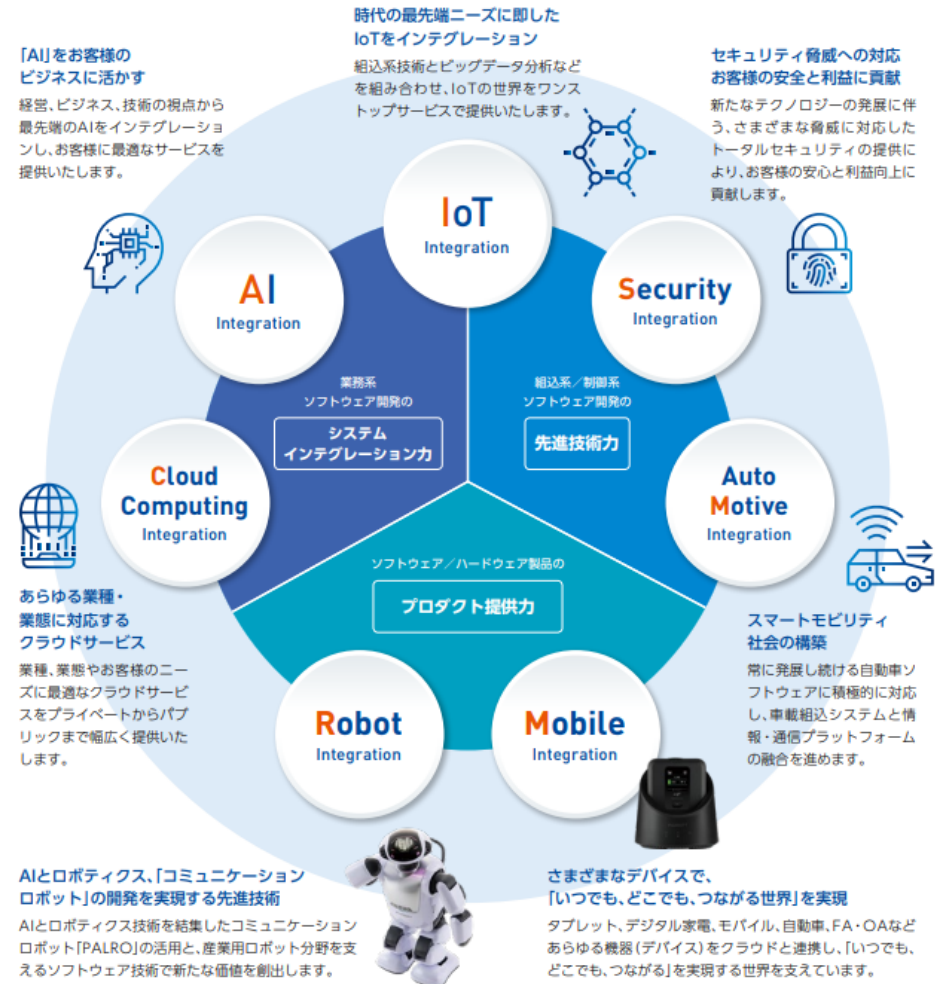 時代の最先端ニーズに即した
IoTをインテグレーション
組込系技術とビッグデータ分析など
を組み合わせ、IoTの世界をワンス
トップサービスで提供いたします。
「AI」をお客様の
ビジネスに活かす
経営、ビジネス、技術の視点から
最先端のAIをインテグレーショ
ンし、お客様に最適なサービスを
提供いたします。
セキュリティ脅威への対応
お客様の安全と利益に貢献
新たなテクノロジーの発展に伴
う、さまざまな脅威に対応した
トータルセキュリティの提供に
より、お客様の安心と利益向上に
貢献します。
IoT
Integration
AI
Integration
Security
Integration
業務系
ソフトウェア開発の
システム
インテグレーション力
組込系／制御系
ソフトウェア開発の
先進技術力
Cloud
Computing
Integration
Auto
Motive
Integration
ソフトウェア／ハードウェア製品の
プロダクト提供力
あらゆる業種・
業態に対応する
クラウドサービス
業種、業態やお客様のニー
ズに最適なクラウドサービ
スをプライベートからパブ
リックまで幅広く提供いた
します。
スマートモビリティ
社会の構築
常に発展し続ける自動車ソ
フトウェアに積極的に対応
し、車載組込システムと情
報・通信プラットフォーム
の融合を進めます。
Robot
Integration
Mobile
Integration
AIとロボティクス、「コミュニケーション
ロボット」の開発を実現する先進技術
AIとロボティクス技術を結集したコミュニケーション
ロボット「PALRO」の活用と、産業用ロボット分野を支
えるソフトウェア技術で新たな価値を創出します。
さまざまなデバイスで、
「いつでも、どこでも、つながる世界」を実現
タブレット、デジタル家電、モバイル、自動車、FA・OAなど
あらゆる機器（デバイス）をクラウドと連携し、「いつでも、
どこでも、つながる」を実現する世界を支えています。